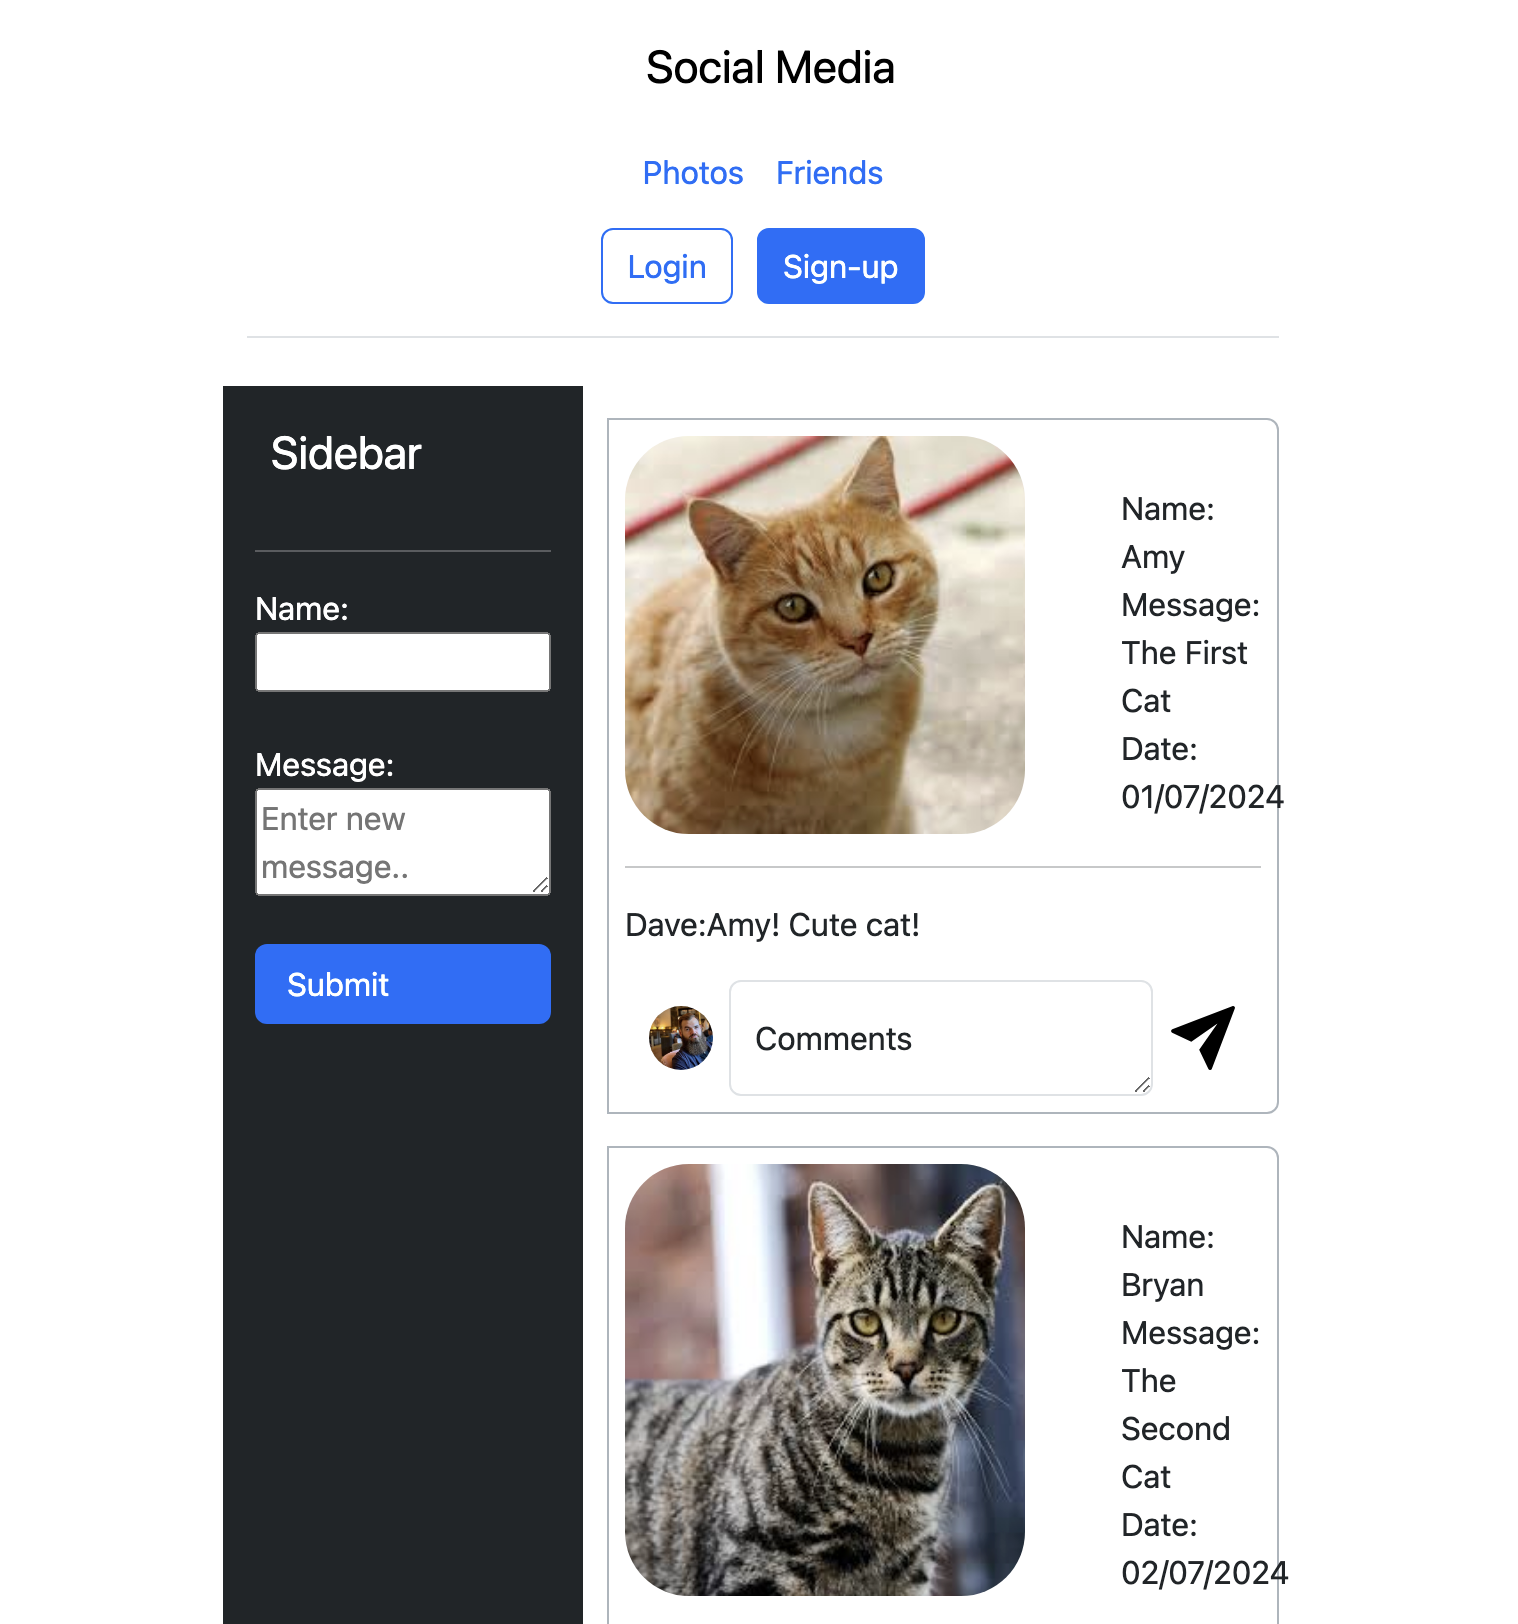 Social Media
Photos Friends
Login Sign-up
Sidebar
Name:
Message:
Enter new
message..
Submit
Name:
Amy
Message:
The First
Cat
Date:
01/07/2024
Dave:Amy! Cute cat!
Comments
Name:
Bryan
Message:
The
Second
Cat
Date:
02/07/2024